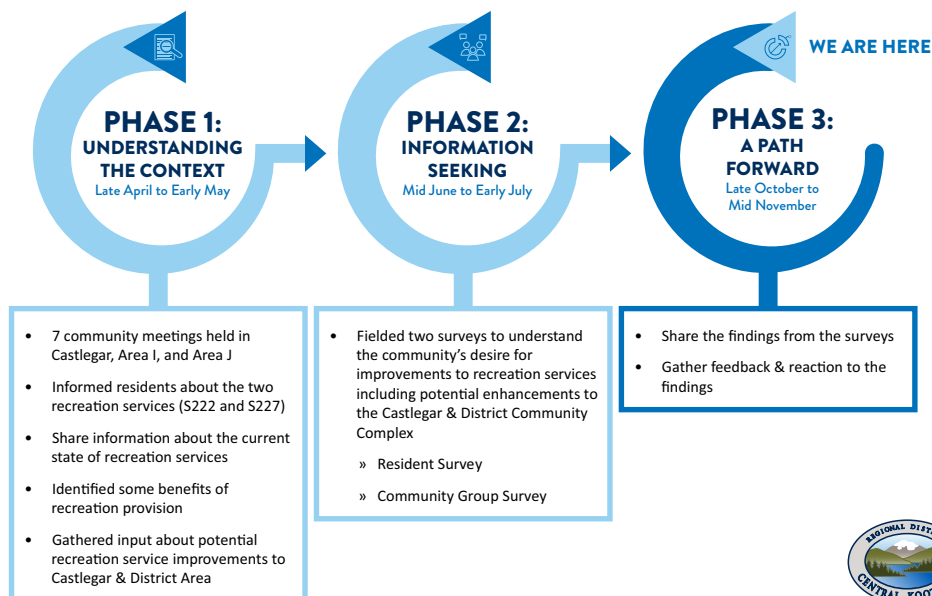 WE ARE HERE
PHASE 1:
UNDERSTANDING
THE CONTEXT
Late April to Early May
PHASE 2:
INFORMATION
SEEKING
Mid June to Early July
PHASE 3:
A PATH
FORWARD
Late October to
Mid November
• 7 community meetings held in
Castlegar, Area I, and Area J
• Informed residents about the two
recreation services (S222 and S227)
• Share information about the current
state of recreation services
• Identified some benefits of
recreation provision
• Gathered input about potential
recreation service improvements to
Castlegar & District Area
• Fielded two surveys to understand
the community's desire for
improvements to recreation services
including potential enhancements to
the Castlegar & District Community
Complex
» Resident Survey
» Community Group Survey
• Share the findings from the surveys
• Gather feedback & reaction to the
findings
REGIONAL
CENTRAL